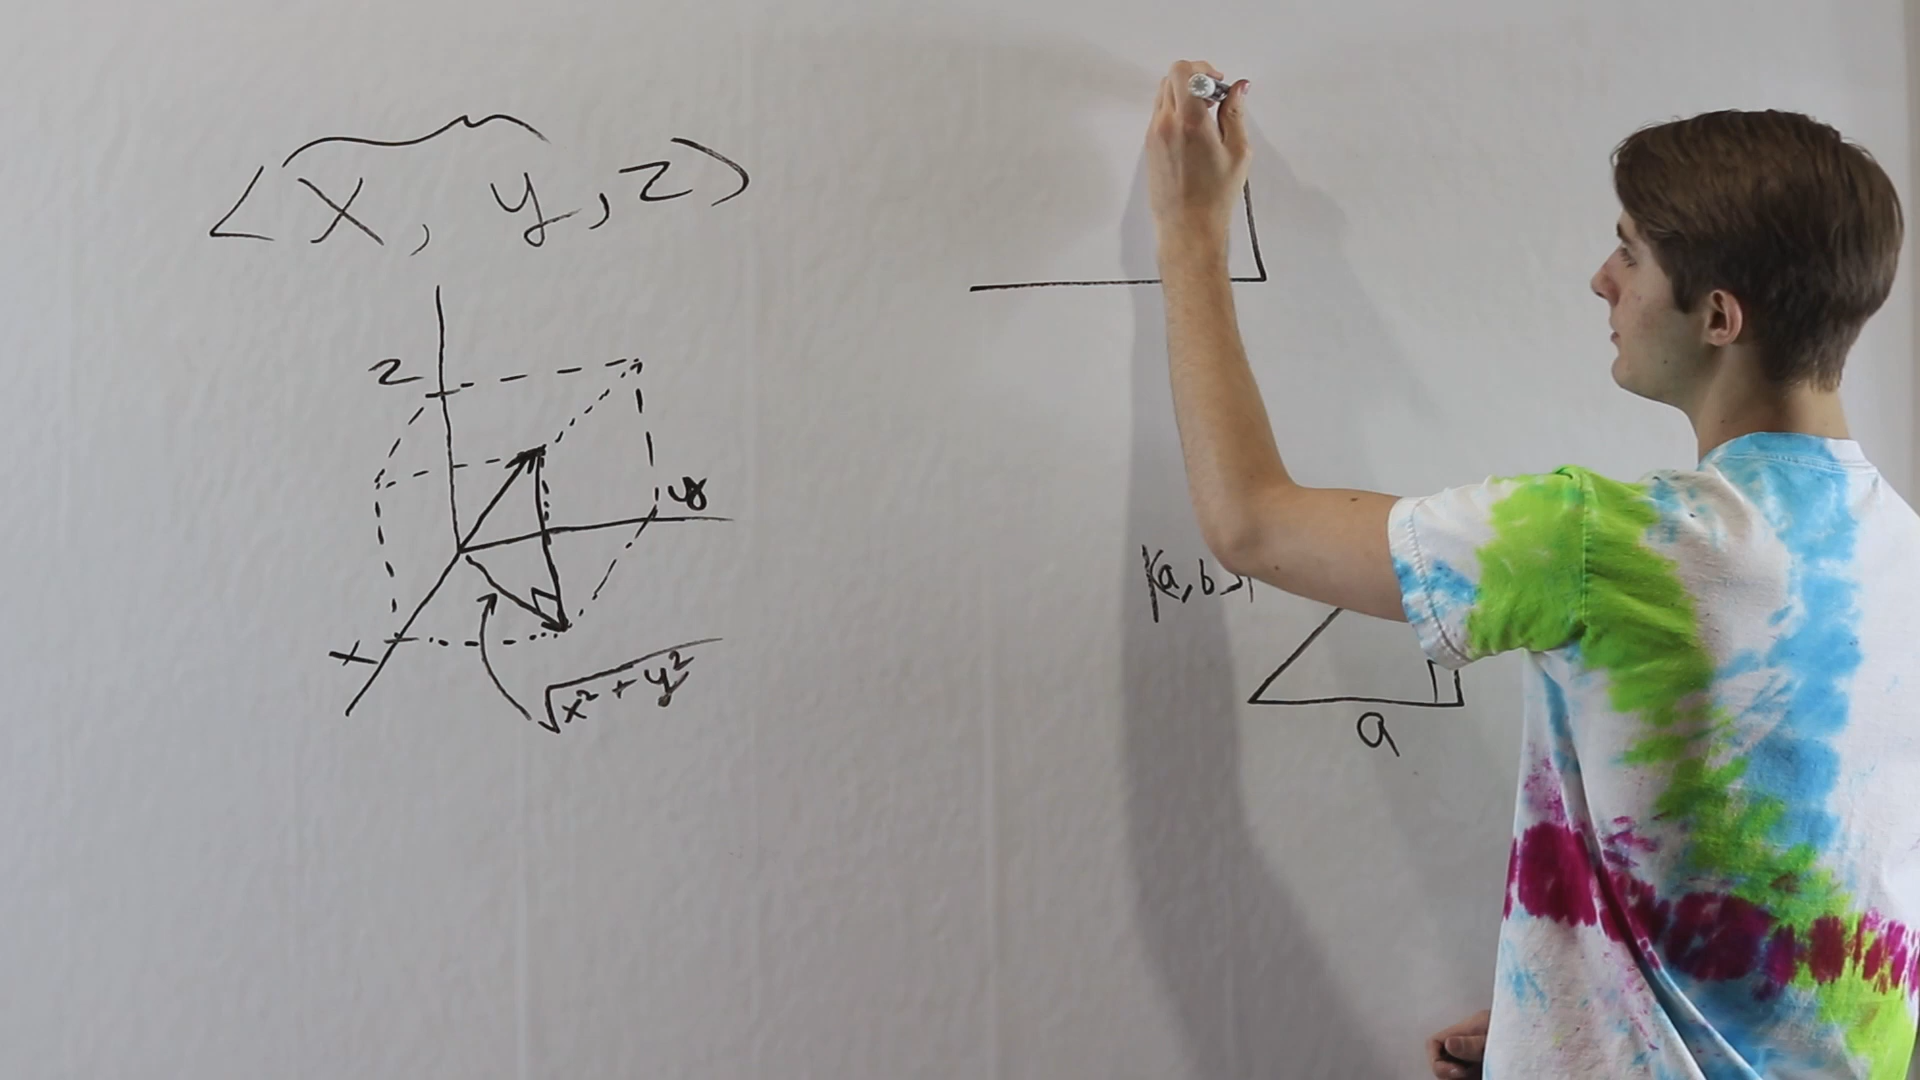 <x, y, z>
z
y
x
√x² + y²
|<a, b>|
a